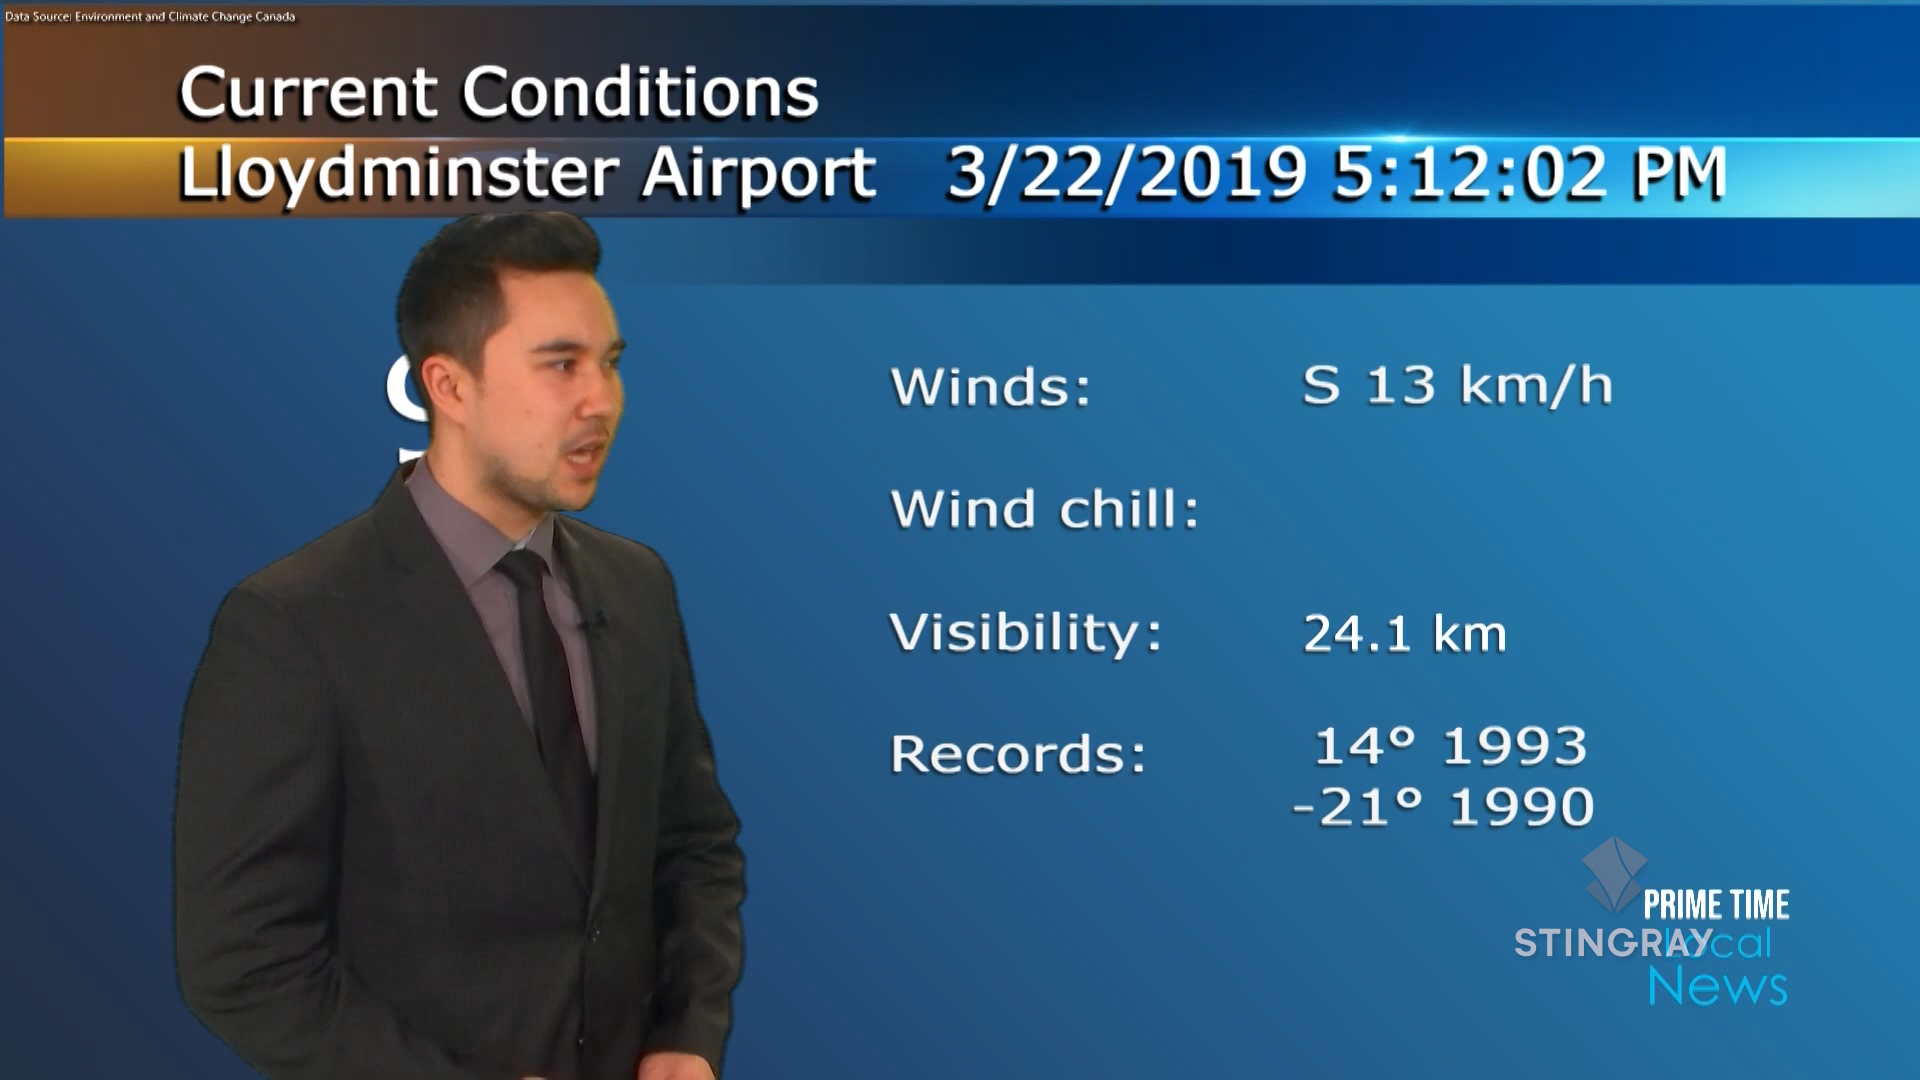 Data Source: Environment and Climate Change Canada
Current Conditions
Lloydminster Airport 3/22/2019 5:12:02 PM
Winds: S 13 km/h
Wind chill:
Visibility: 24.1 km
Records: 14° 1993
-21° 1990
PRIME TIME
STINGRAY
Local
News